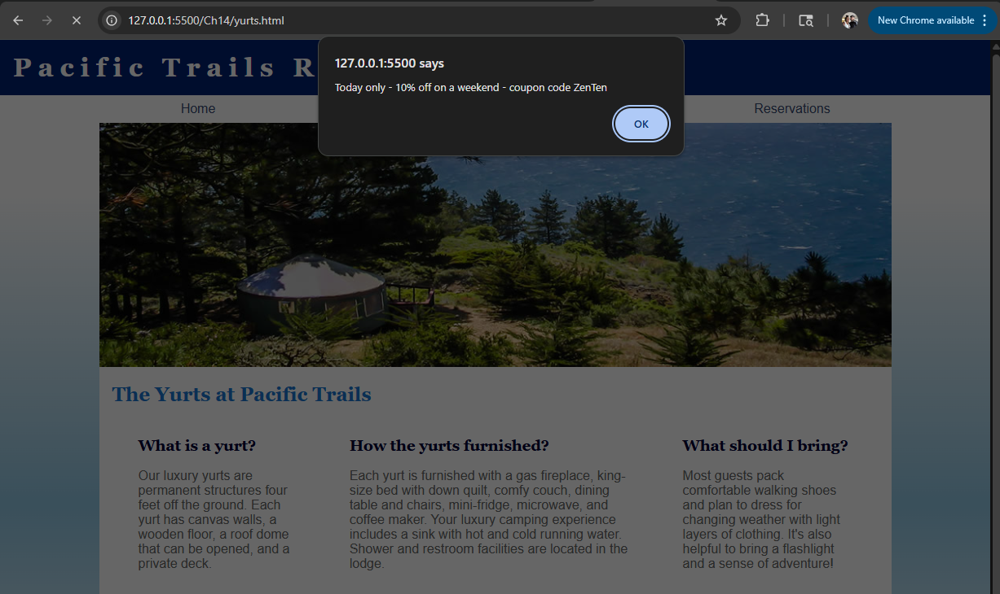 127.0.0.1:5500/Ch14/yurts.html
New Chrome available
Pacific Trails R
127.0.0.1:5500 says
Today only - 10% off on a weekend - coupon code ZenTen
OK
Home
Reservations
The Yurts at Pacific Trails
What is a yurt?
Our luxury yurts are
permanent structures four
feet off the ground. Each
yurt has canvas walls, a
wooden floor, a roof dome
that can be opened, and a
private deck.
How the yurts furnished?
Each yurt is furnished with a gas fireplace, king-
size bed with down quilt, comfy couch, dining
table and chairs, mini-fridge, microwave, and
coffee maker. Your luxury camping experience
includes a sink with hot and cold running water.
Shower and restroom facilities are located in the
lodge.
What should I bring?
Most guests pack
comfortable walking shoes
and plan to dress for
changing weather with light
layers of clothing. It's also
helpful to bring a flashlight
and a sense of adventure!